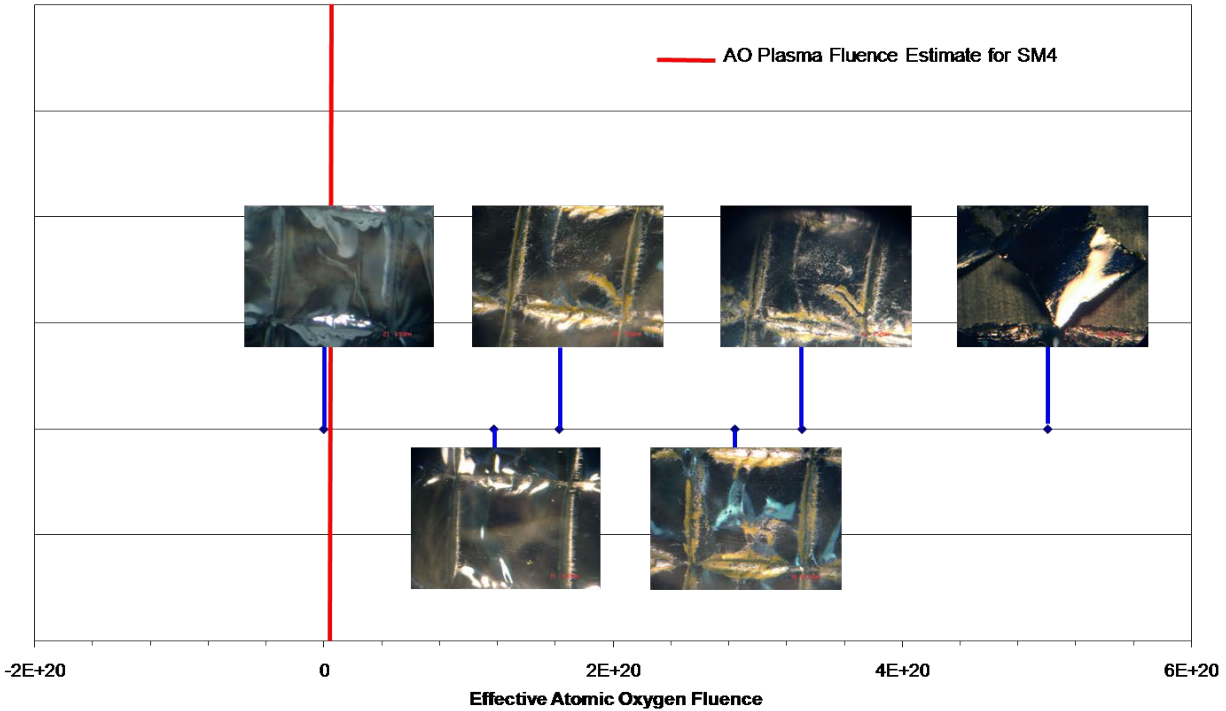 AO Plasma Fluence Estimate for SM4
-2E+20 0 2E+20 4E+20 6E+20
Effective Atomic Oxygen Fluence